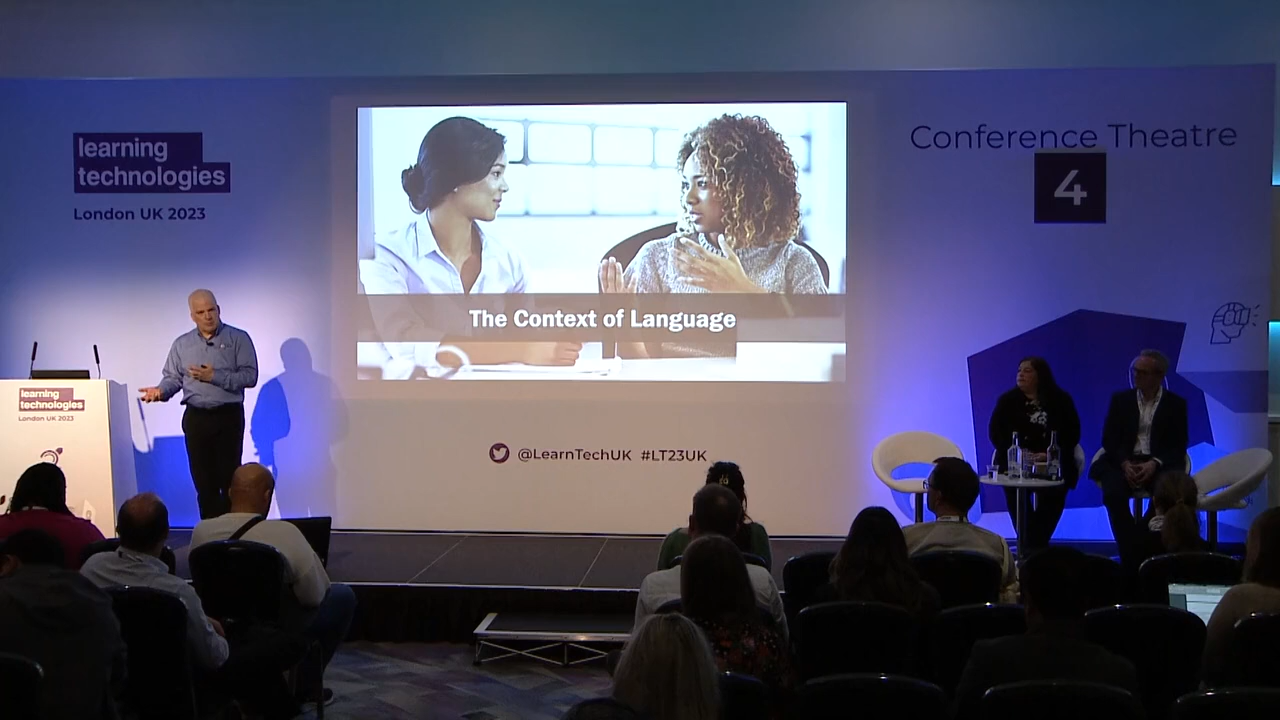 learning
technologies
London UK 2023
Conference Theatre
4
The Context of Language
@LearnTechUK #LT23UK
learning
technologies
London UK 2023